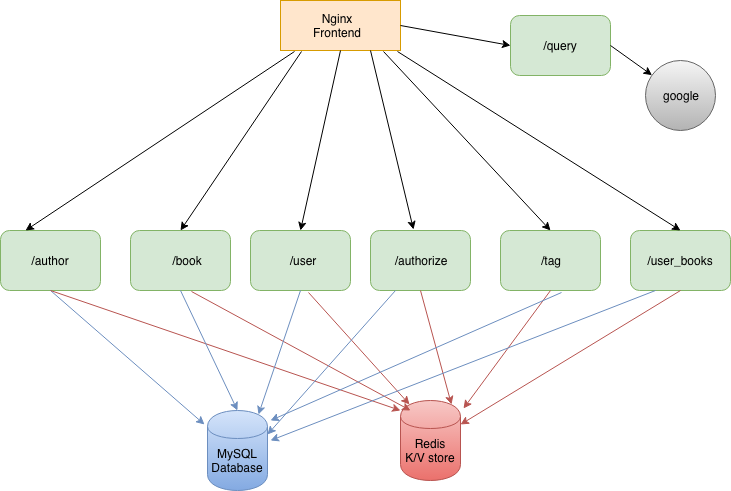 Nginx
Frontend
/query
google
/author
/book
/user
/authorize
/tag
/user_books
MySQL
Database
Redis
K/V store